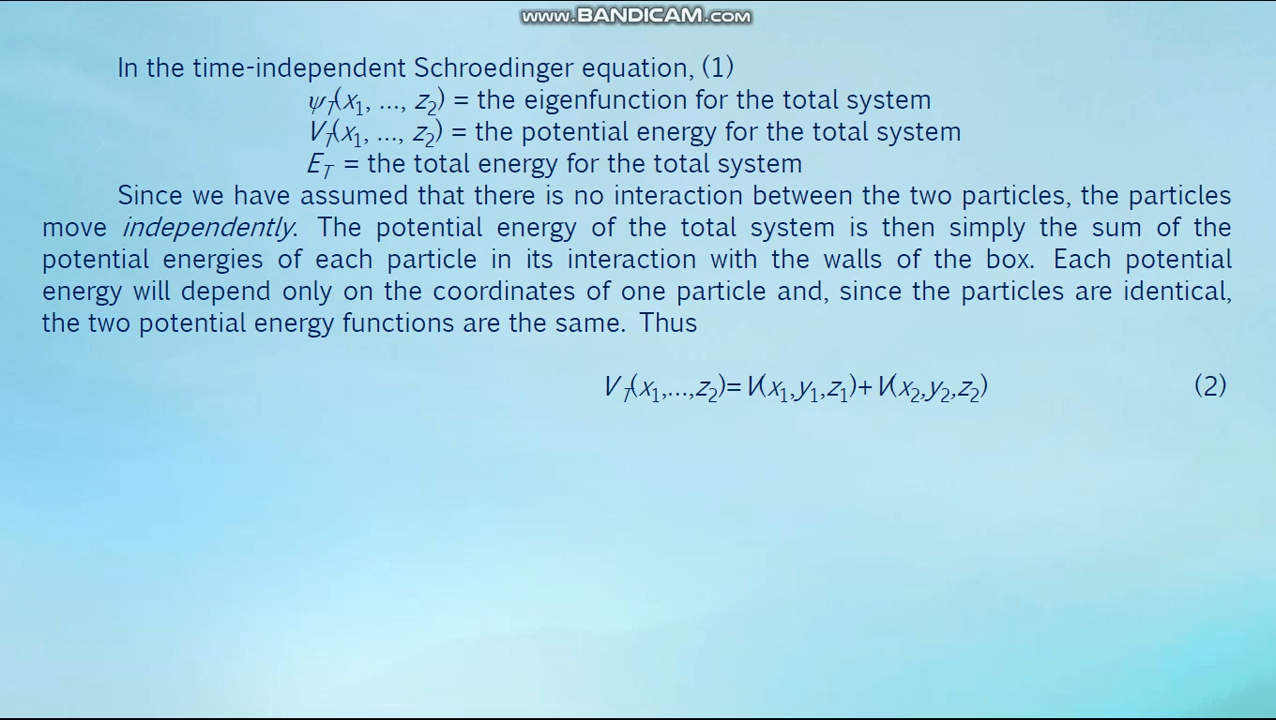 www.BANDICAM.com
In the time-independent Schroedinger equation, (1)
ψT(x1, ..., z2) = the eigenfunction for the total system
VT(x1, ..., z2) = the potential energy for the total system
ET = the total energy for the total system
Since we have assumed that there is no interaction between the two particles, the particles
move independently. The potential energy of the total system is then simply the sum of the
potential energies of each particle in its interaction with the walls of the box. Each potential
energy will depend only on the coordinates of one particle and, since the particles are identical,
the two potential energy functions are the same. Thus
VT(x1,...,z2)= V(x1,y1,z1)+ V(x2,y2,z2) (2)